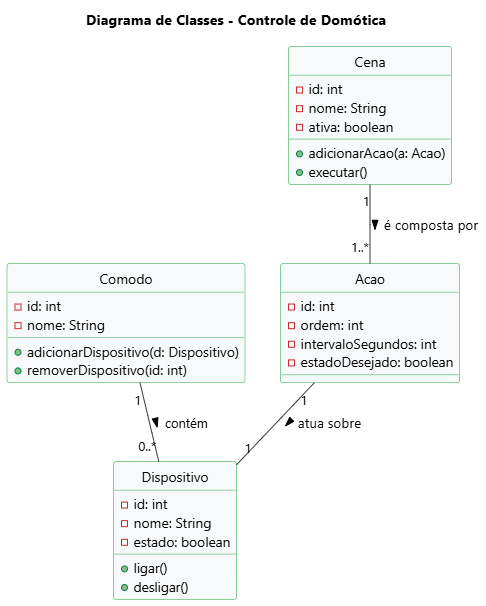 Diagrama de Classes - Controle de Domótica
Cena
id: int
nome: String
ativa: boolean
adicionarAcao(a: Acao)
executar()
1
é composta por
1..*
Comodo
id: int
nome: String
adicionarDispositivo(d: Dispositivo)
removerDispositivo(id: int)
Acao
id: int
ordem: int
intervaloSegundos: int
estadoDesejado: boolean
1
contém
0..*
1
atua sobre
1
Dispositivo
id: int
nome: String
estado: boolean
ligar()
desligar()